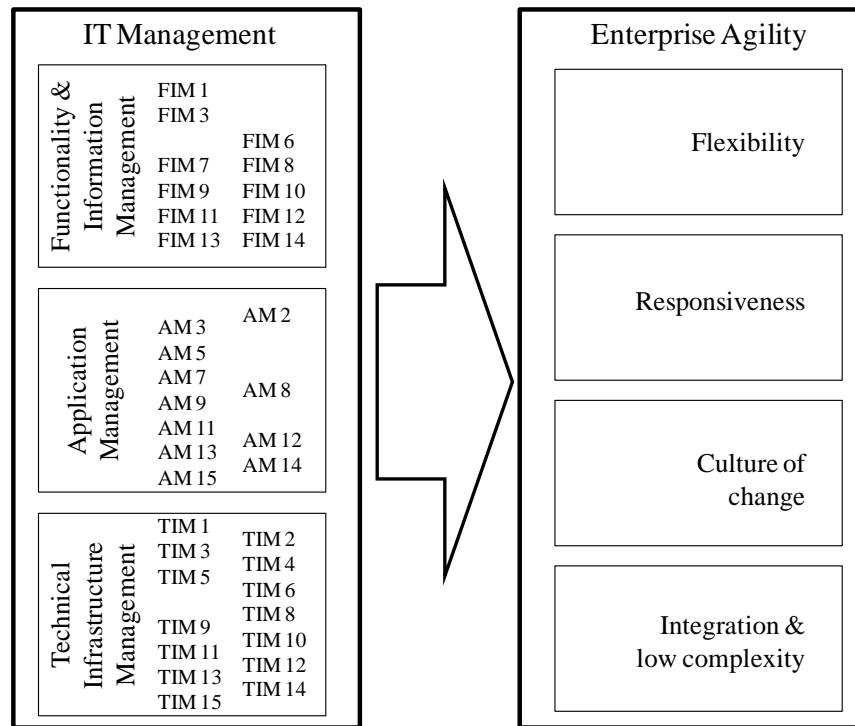 IT Management
Functionality &
Information
Management
FIM 1
FIM 3
FIM 6
FIM 7 FIM 8
FIM 9 FIM 10
FIM 11 FIM 12
FIM 13 FIM 14
Application
Management
AM 2
AM 3
AM 5
AM 7
AM 8
AM 9
AM 11
AM 12
AM 13
AM 14
AM 15
Technical
Infrastructure
Management
TIM 1
TIM 2
TIM 3
TIM 4
TIM 5
TIM 6
TIM 8
TIM 9
TIM 10
TIM 11
TIM 12
TIM 13
TIM 14
TIM 15
Enterprise Agility
Flexibility
Responsiveness
Culture of
change
Integration &
low complexity